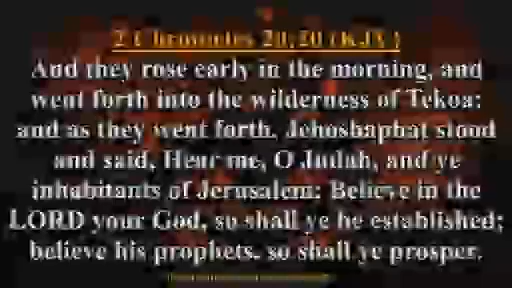 2 Chronicles 20:20 (KJV)
And they rose early in the morning, and
went forth into the wilderness of Tekoa:
and as they went forth, Jehoshaphat stood
and said, Hear me, O Judah, and ye
inhabitants of Jerusalem; Believe in the
LORD your God, so shall ye be established;
believe his prophets, so shall ye prosper.